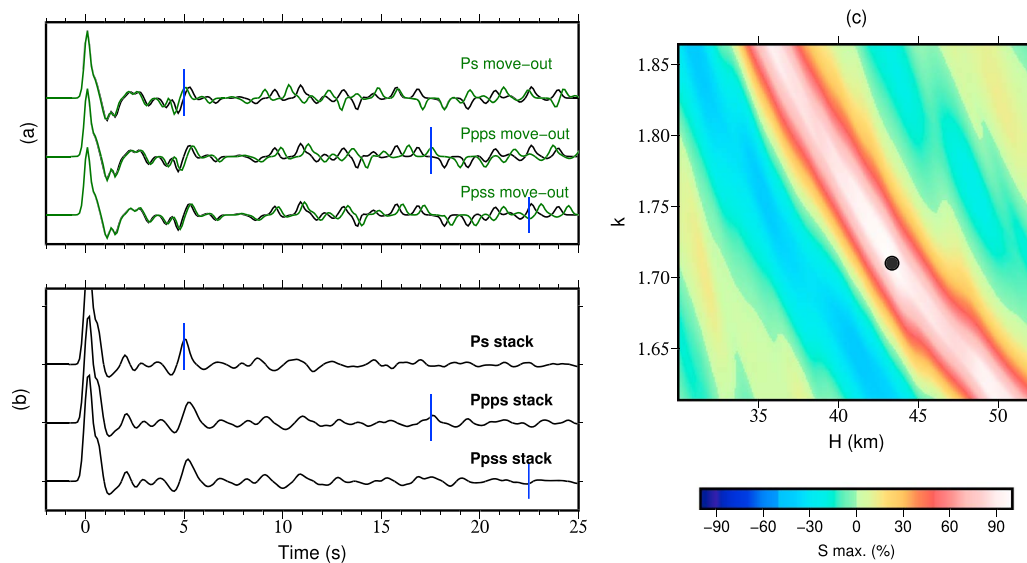 (a)
Ps move−out
Ppps move−out
Ppss move−out
(b)
Ps stack
Ppps stack
Ppss stack
0 5 10 15 20 25
Time (s)
(c)
1.85
1.80
1.75
1.70
1.65
k
35 40 45 50
H (km)
−90 −60 −30 0 30 60 90
S max. (%)